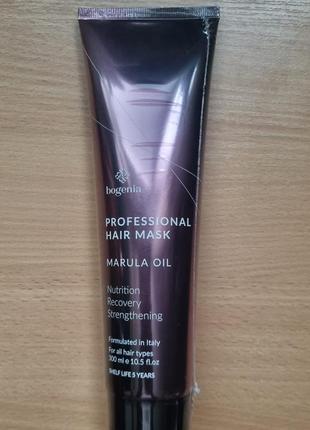 bogenia
PROFESSIONAL
HAIR MASK
MARULA OIL
Nutrition
Recovery
Strengthening
Formulated in Italy
For all hair types
300 ml e 10.5 fl.oz
SHELF LIFE 5 YEARS